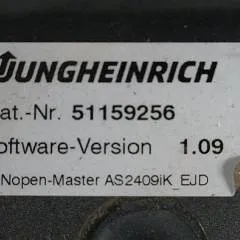 JUNGHEINRICH
at.-Nr. 51159256
oftware-Version 1.09
Nopen-Master AS2409iK_EJD